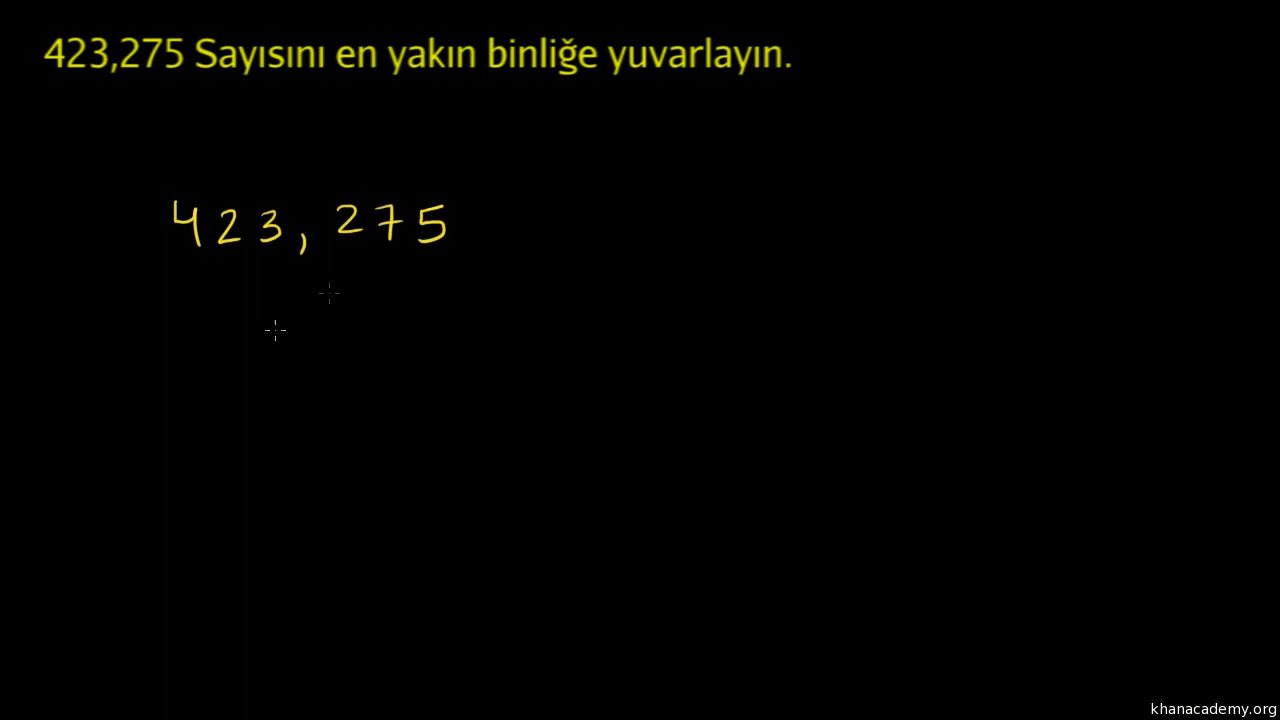 423,275 Sayısını en yakın binliğe yuvarlayın.
423,275
khanacademy.org